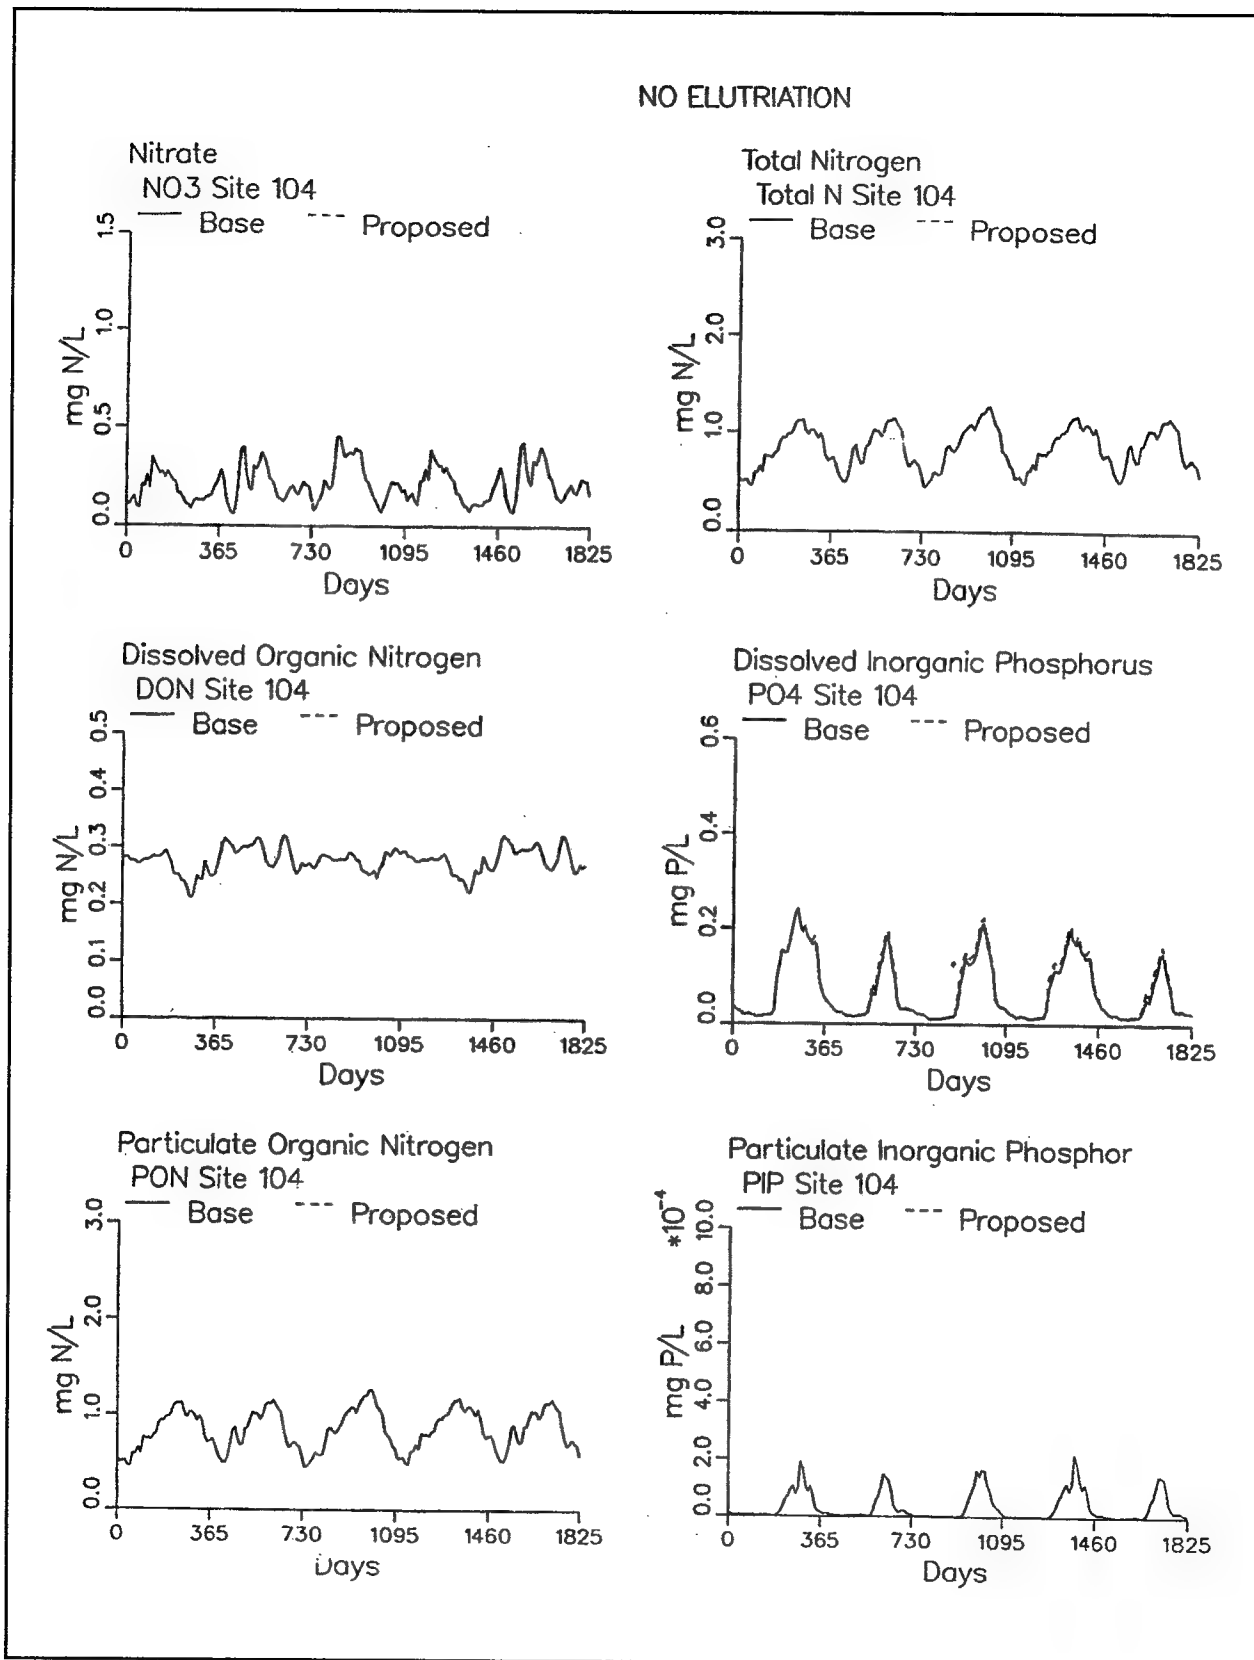 NO ELUTRIATION
Nitrate
NO3 Site 104
Base Proposed
mg N/L
1.5
1.0
0.5
0.0
0 365 730 1095 1460 1825
Days
Total Nitrogen
Total N Site 104
Base Proposed
mg N/L
3.0
2.0
1.0
0.0
0 365 730 1095 1460 1825
Days
Dissolved Organic Nitrogen
DON Site 104
Base Proposed
mg N/L
0.5
0.4
0.3
0.2
0.1
0.0
0 365 730 1095 1460 1825
Days
Dissolved Inorganic Phosphorus
PO4 Site 104
Base Proposed
mg P/L
0.6
0.4
0.2
0.0
0 365 730 1095 1460 1825
Days
Particulate Organic Nitrogen
PON Site 104
Base Proposed
mg N/L
3.0
2.0
1.0
0.0
0 365 730 1095 1460 1825
Days
Particulate Inorganic Phosphor
PIP Site 104
Base Proposed
mg P/L
*10-4
10.0
8.0
6.0
4.0
2.0
0.0
0 365 730 1095 1460 1825
Days